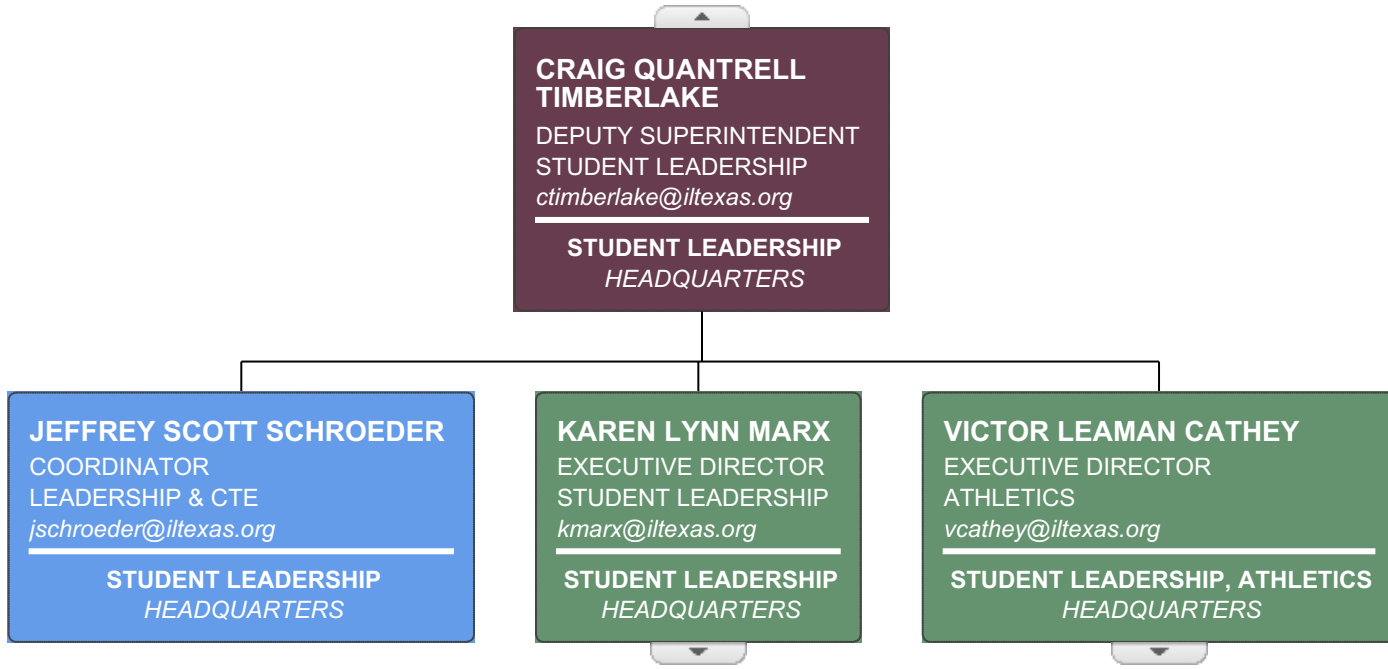 CRAIG QUANTRELL
TIMBERLAKE
DEPUTY SUPERINTENDENT
STUDENT LEADERSHIP
ctimberlake@iltexas.org
STUDENT LEADERSHIP
HEADQUARTERS
JEFFREY SCOTT SCHROEDER
COORDINATOR
LEADERSHIP & CTE
jschroeder@iltexas.org
STUDENT LEADERSHIP
HEADQUARTERS
KAREN LYNN MARX
EXECUTIVE DIRECTOR
STUDENT LEADERSHIP
kmarx@iltexas.org
STUDENT LEADERSHIP
HEADQUARTERS
VICTOR LEAMAN CATHEY
EXECUTIVE DIRECTOR
ATHLETICS
vcathey@iltexas.org
STUDENT LEADERSHIP, ATHLETICS
HEADQUARTERS